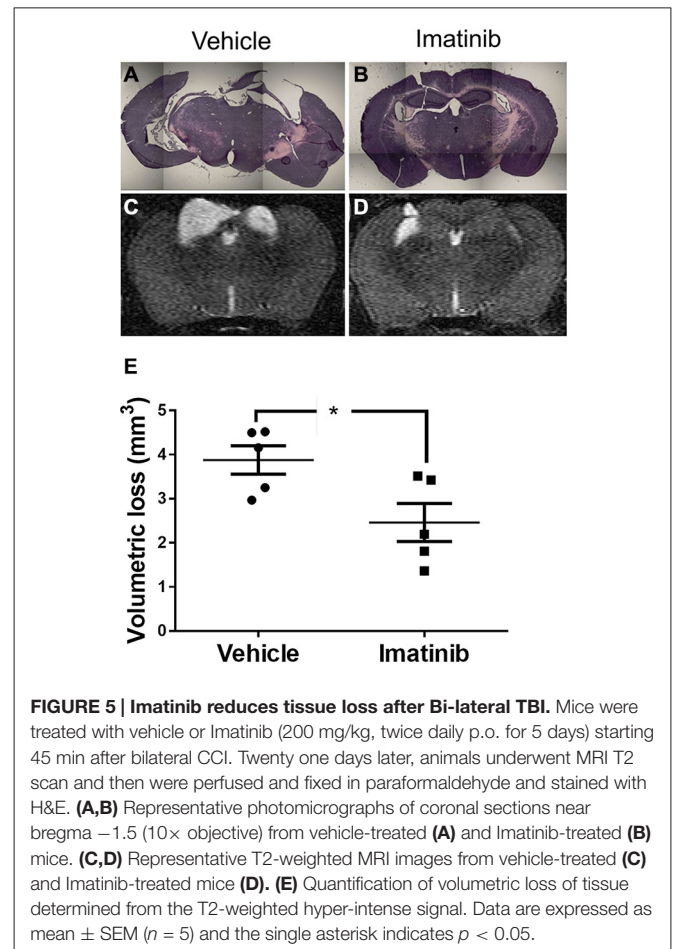 Vehicle Imatinib
A B
C D
E
Volumetric loss (mm³)
5
*
4
3
2
1
0
Vehicle Imatinib
FIGURE 5 | Imatinib reduces tissue loss after Bi-lateral TBI. Mice were
treated with vehicle or Imatinib (200 mg/kg, twice daily p.o. for 5 days) starting
45 min after bilateral CCI. Twenty one days later, animals underwent MRI T2
scan and then were perfused and fixed in paraformaldehyde and stained with
H&E. (A,B) Representative photomicrographs of coronal sections near
bregma −1.5 (10× objective) from vehicle-treated (A) and Imatinib-treated (B)
mice. (C,D) Representative T2-weighted MRI images from vehicle-treated (C)
and Imatinib-treated mice (D). (E) Quantification of volumetric loss of tissue
determined from the T2-weighted hyper-intense signal. Data are expressed as
mean ± SEM (n = 5) and the single asterisk indicates p < 0.05.